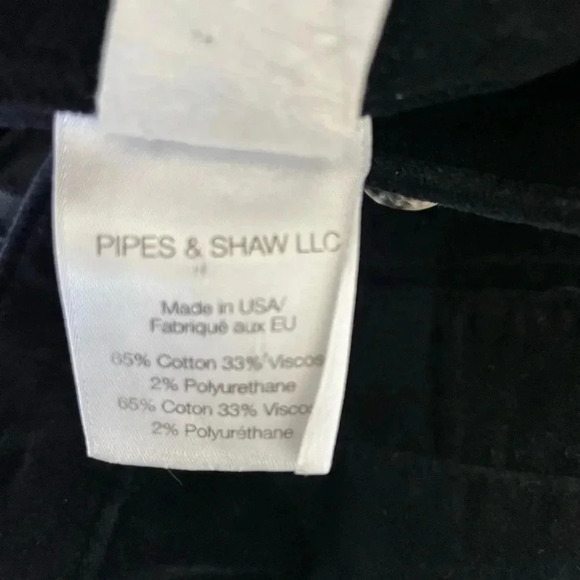 PIPES & SHAW LLC
Made in USA/
Fabriqué aux EU
65% Cotton 33% Viscos
2% Polyurethane
65% Coton 33% Viscos
2% Polyuréthane